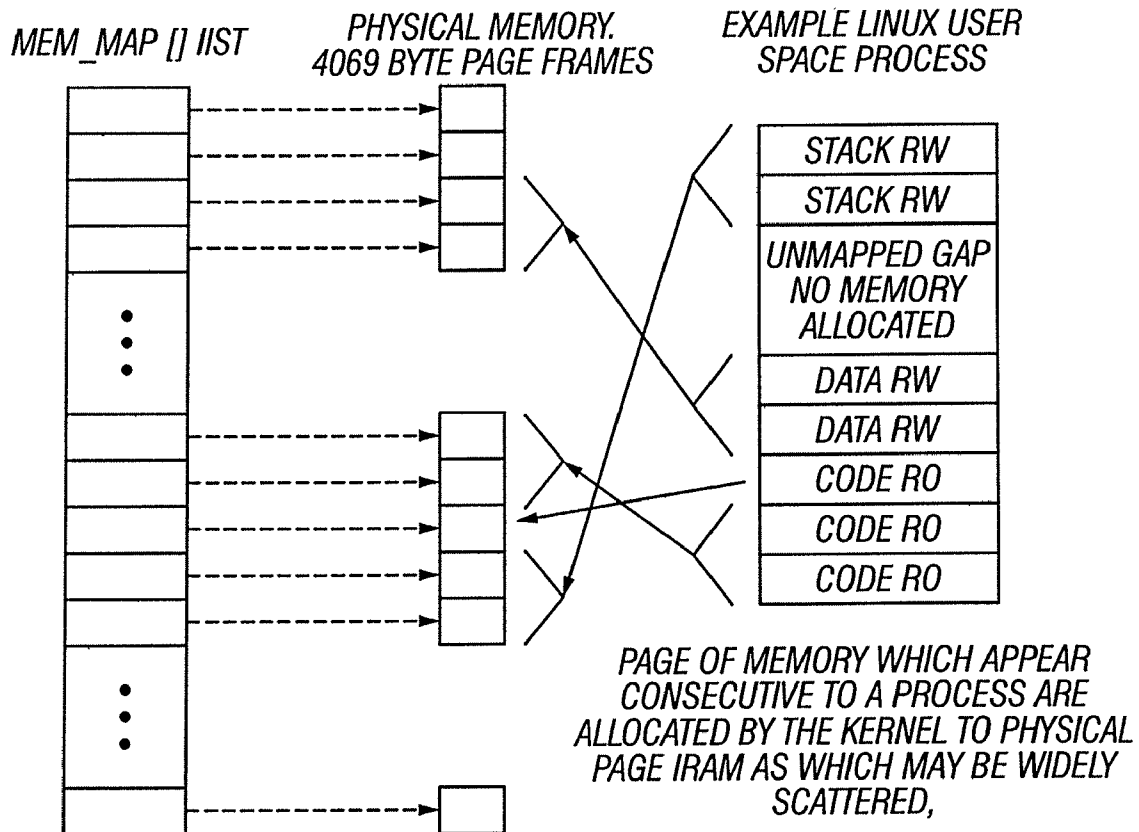 MEM_MAP [] IIST
PHYSICAL MEMORY.
4069 BYTE PAGE FRAMES
EXAMPLE LINUX USER
SPACE PROCESS
STACK RW
STACK RW
UNMAPPED GAP
NO MEMORY
ALLOCATED
DATA RW
DATA RW
CODE RO
CODE RO
CODE RO
PAGE OF MEMORY WHICH APPEAR
CONSECUTIVE TO A PROCESS ARE
ALLOCATED BY THE KERNEL TO PHYSICAL
PAGE IRAM AS WHICH MAY BE WIDELY
SCATTERED,